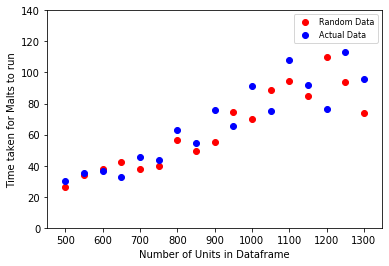 140
120
100
80
60
40
20
0
Time taken for Malts to run
Random Data
Actual Data
500 600 700 800 900 1000 1100 1200 1300
Number of Units in Dataframe